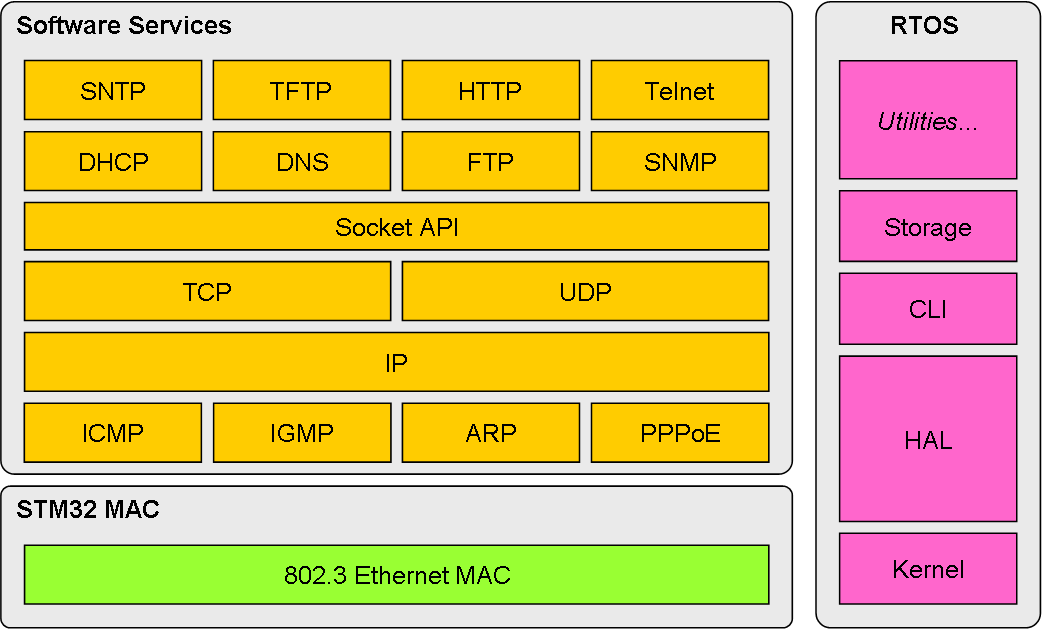 Software Services
SNTP
TFTP
HTTP
Telnet
DHCP
DNS
FTP
SNMP
Socket API
TCP
UDP
IP
ICMP
IGMP
ARP
PPPoE
STM32 MAC
802.3 Ethernet MAC
RTOS
Utilities...
Storage
CLI
HAL
Kernel